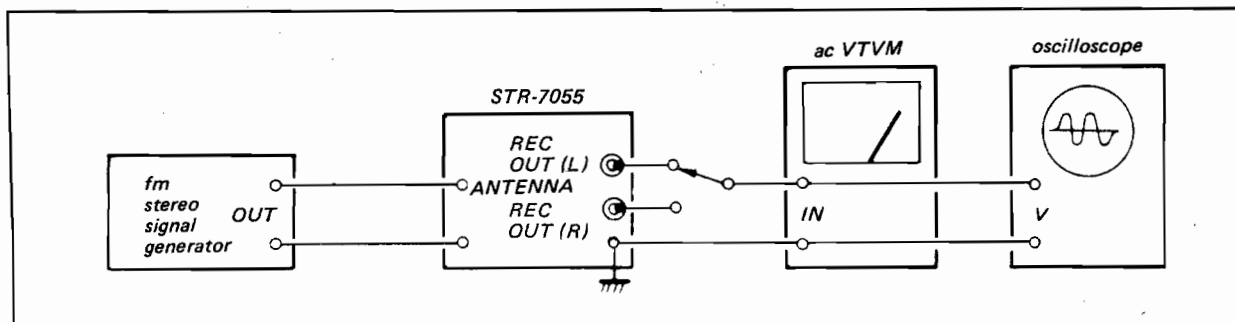 ac VTVM
oscilloscope
STR-7055
REC
OUT (L)
ANTENNA
REC
OUT (R)
fm
stereo
signal
generator
OUT
IN
V